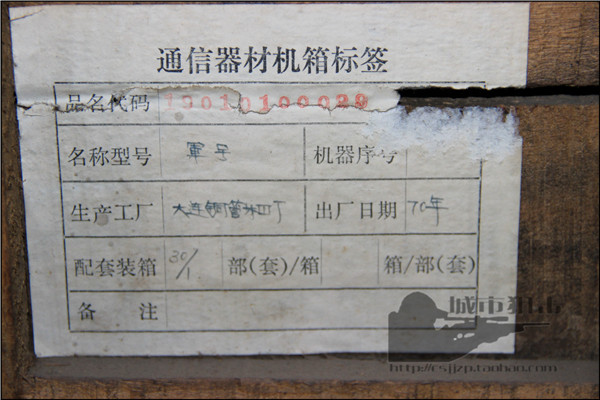 通信器材机箱标签
品名代码 19010100029
名称型号 軍号 机器序号
生产工厂 大连铜管乐四厂 出厂日期 70年
配套装箱 30/1 部(套)/箱 箱/部(套)
备 注
城市狙击
http://csjjzp.taobao.com